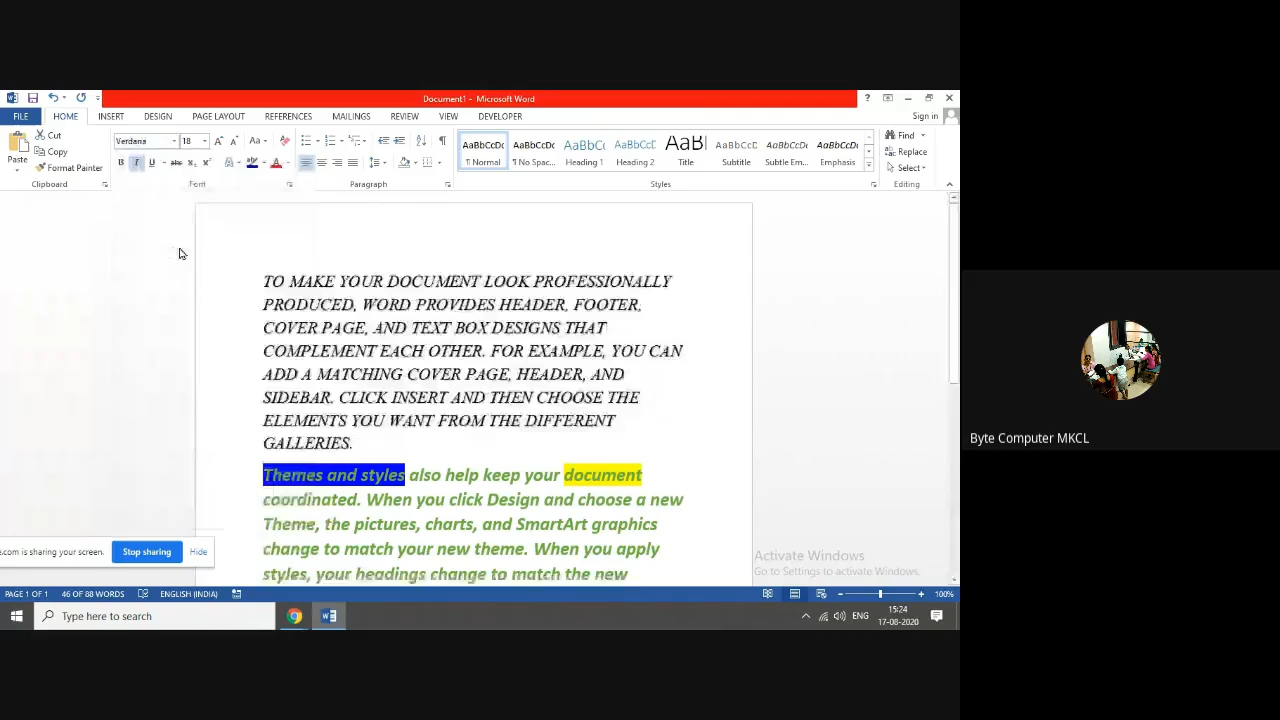 Document1 - Microsoft Word
FILE HOME INSERT DESIGN PAGE LAYOUT REFERENCES MAILINGS REVIEW VIEW DEVELOPER Sign in
Paste Cut Copy Format Painter
Verdana 18 Aa
AaBbCcDc AaBbCcDc AaBbCc AaBbCcC AaBl AaBbCcC AaBbCcDc AaBbCcDc
¶ Normal ¶ No Spac... Heading 1 Heading 2 Title Subtitle Subtle Em... Emphasis
Find Replace Select
Clipboard Font Paragraph Styles Editing
TO MAKE YOUR DOCUMENT LOOK PROFESSIONALLY
PRODUCED, WORD PROVIDES HEADER, FOOTER,
COVER PAGE, AND TEXT BOX DESIGNS THAT
COMPLEMENT EACH OTHER. FOR EXAMPLE, YOU CAN
ADD A MATCHING COVER PAGE, HEADER, AND
SIDEBAR. CLICK INSERT AND THEN CHOOSE THE
ELEMENTS YOU WANT FROM THE DIFFERENT
GALLERIES.
Themes and styles also help keep your document
coordinated. When you click Design and choose a new
Theme, the pictures, charts, and SmartArt graphics
change to match your new theme. When you apply
styles, your headings change to match the new
e.com is sharing your screen. Stop sharing Hide
Activate Windows
Go to Settings to activate Windows.
PAGE 1 OF 1 46 OF 88 WORDS ENGLISH (INDIA) 100%
Type here to search
ENG
15:24
17-08-2020
Byte Computer MKCL